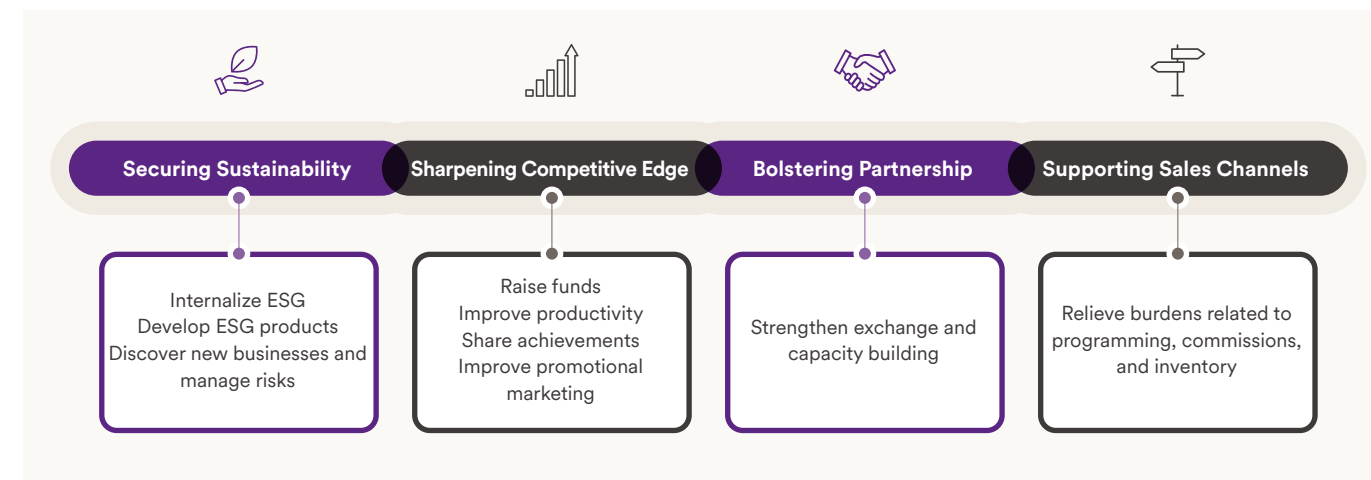 Securing Sustainability
Sharpening Competitive Edge
Bolstering Partnership
Supporting Sales Channels
Internalize ESG
Develop ESG products
Discover new businesses and
manage risks
Raise funds
Improve productivity
Share achievements
Improve promotional
marketing
Strengthen exchange and
capacity building
Relieve burdens related to
programming, commissions,
and inventory